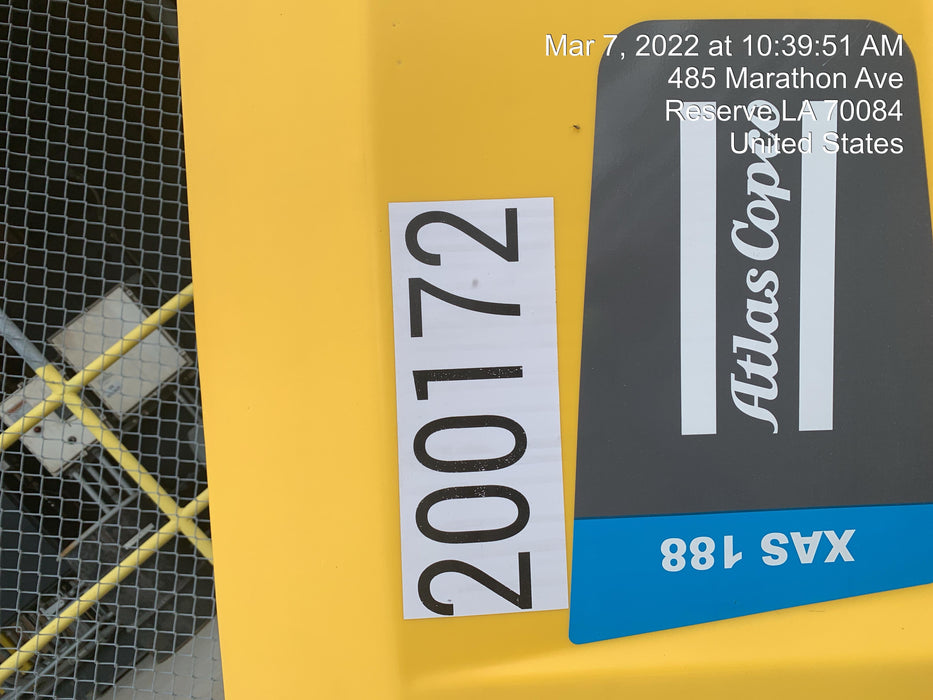 Mar 7, 2022 at 10:39:51 AM
485 Marathon Ave
Reserve LA 70084
United States
200172
Atlas Copco
XAS 188